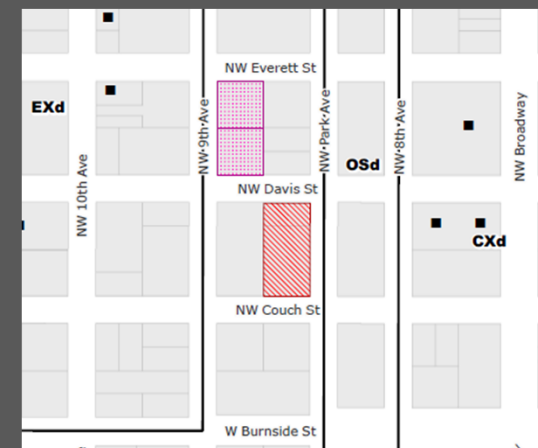 NW Everett St
EXd
NW 9th Ave
NW Park Ave
NW 8th Ave
NW Broadway
OSd
NW 10th Ave
NW Davis St
CXd
NW Couch St
W Burnside St